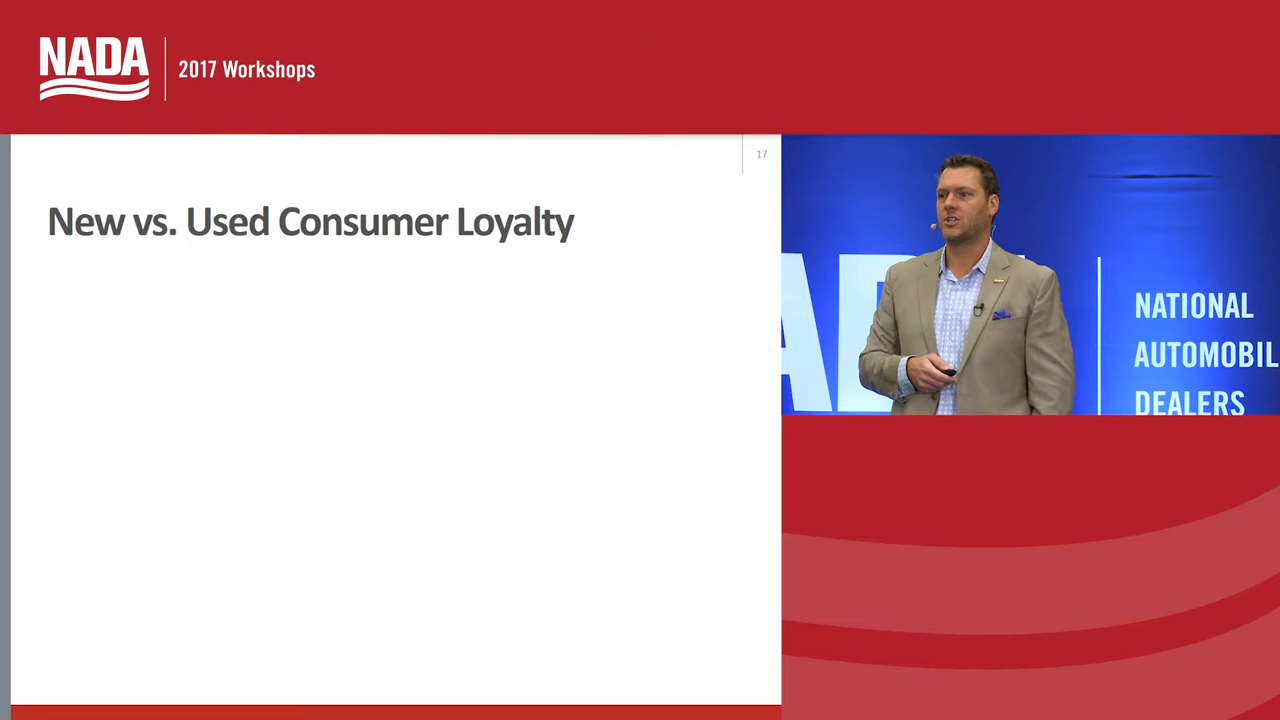 NADA
2017 Workshops
17
New vs. Used Consumer Loyalty
NATIONAL
AUTOMOBIL
DEALERS